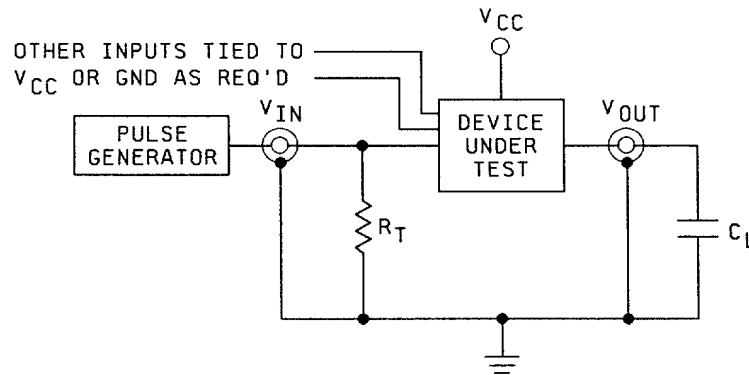 VCC
OTHER INPUTS TIED TO
VCC OR GND AS REQ'D
VIN
VOUT
PULSE
GENERATOR
DEVICE
UNDER
TEST
RT
CL